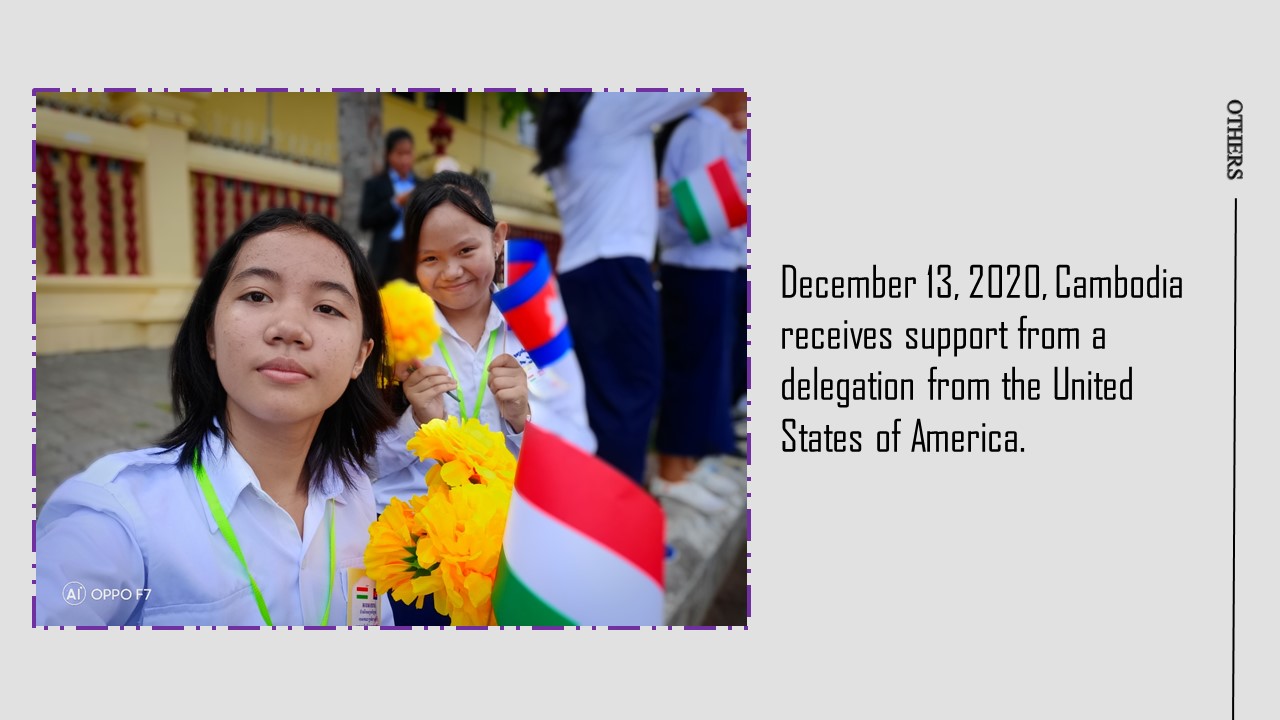 OTHERS
December 13, 2020, Cambodia
receives support from a
delegation from the United
States of America.
OPPO F7